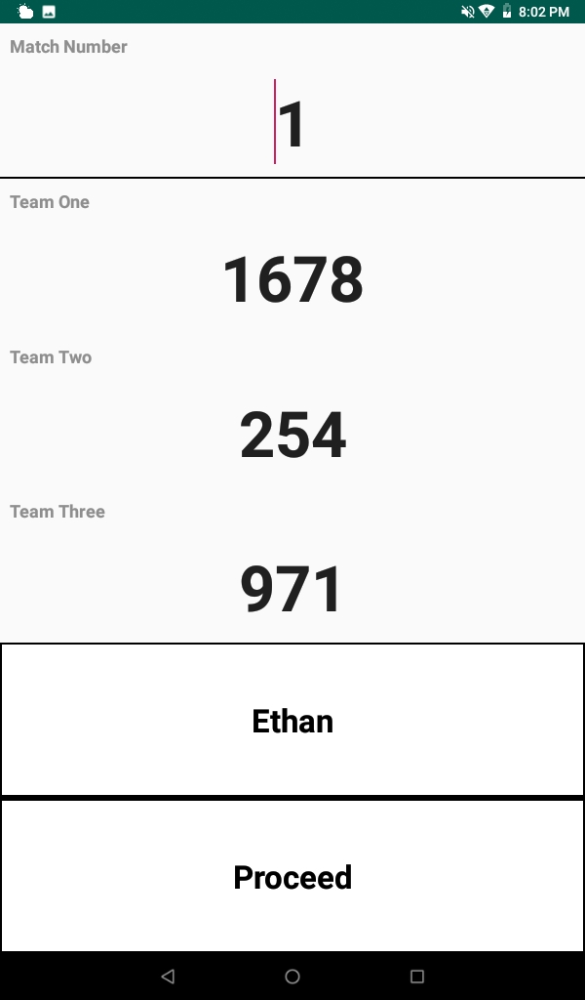 8:02 PM
Match Number
1
Team One
1678
Team Two
254
Team Three
971
Ethan
Proceed